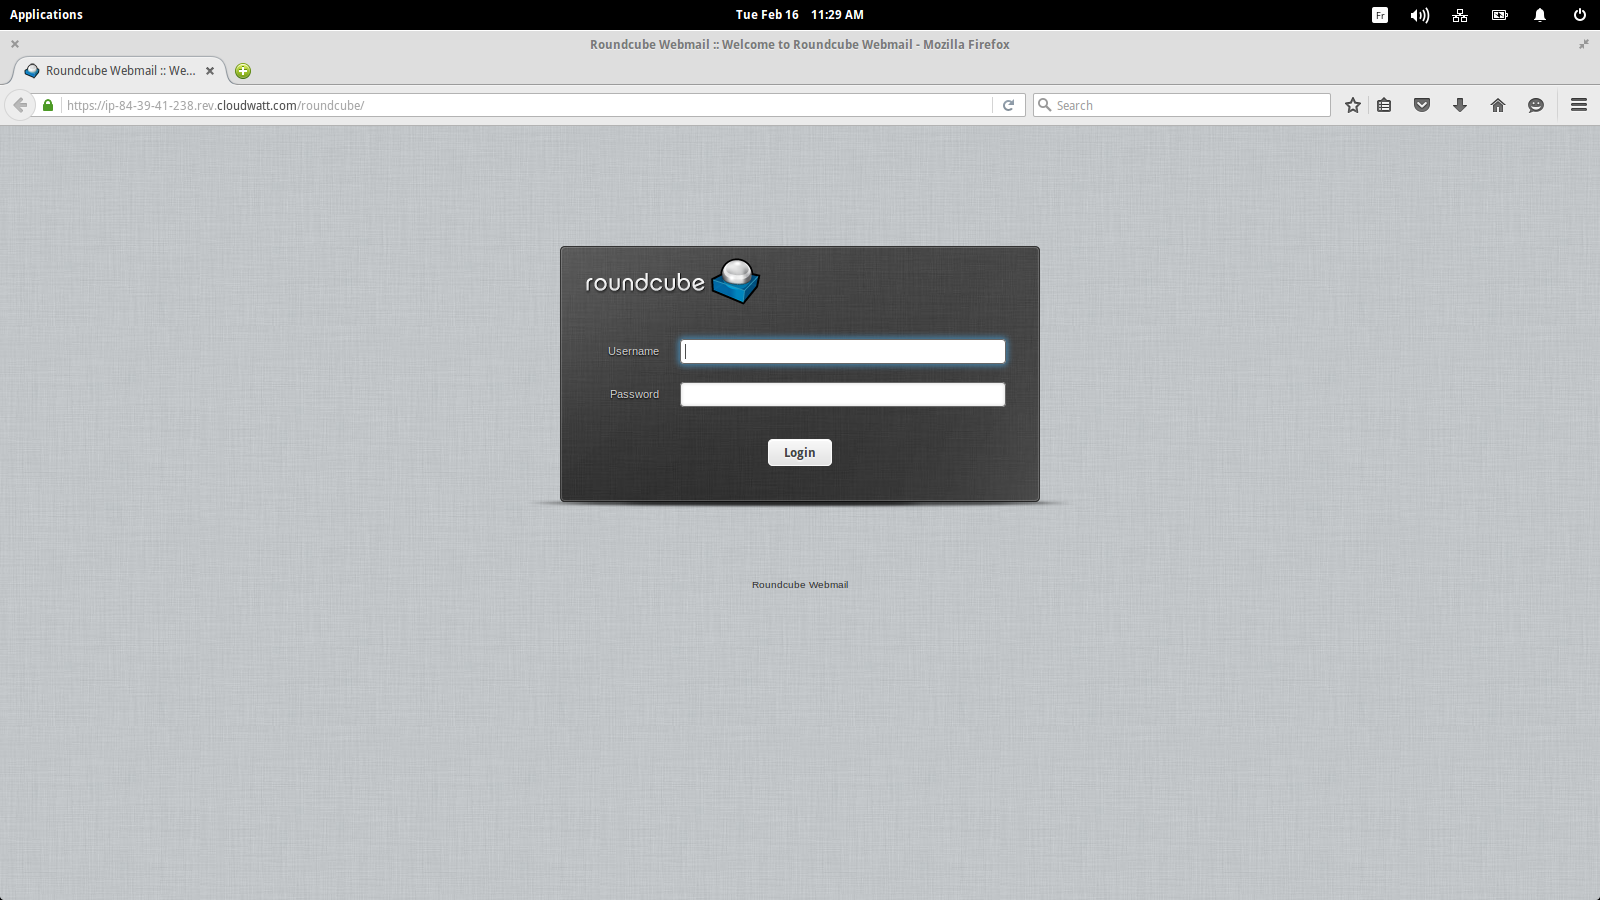 Applications
Tue Feb 16 11:29 AM
Fr
Roundcube Webmail :: Welcome to Roundcube Webmail - Mozilla Firefox
Roundcube Webmail :: We...
https://ip-84-39-41-238.rev.cloudwatt.com/roundcube/
Search
roundcube
Username
Password
Login
Roundcube Webmail